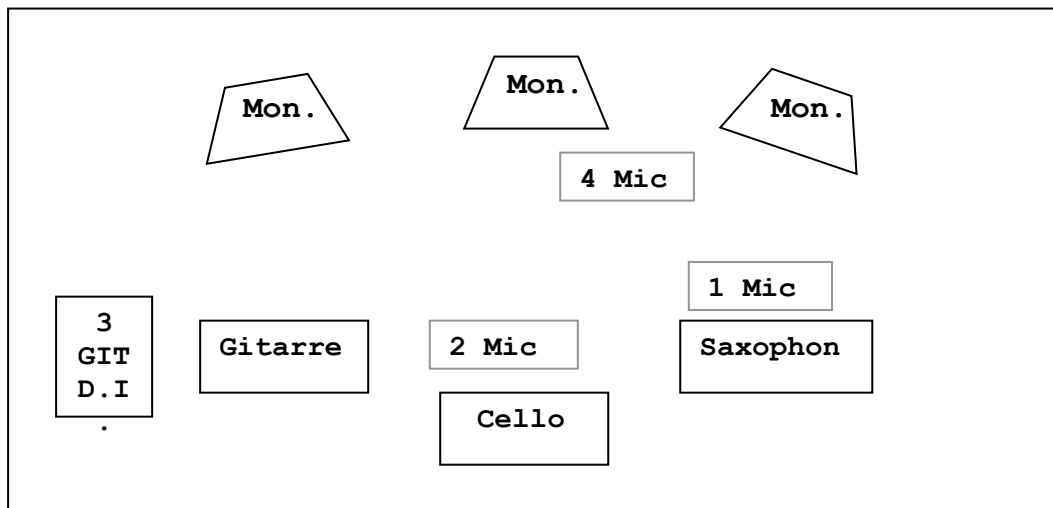 Mon.
Mon.
Mon.
4 Mic
1 Mic
3
GIT
D.I
.
Gitarre
2 Mic
Saxophon
Cello